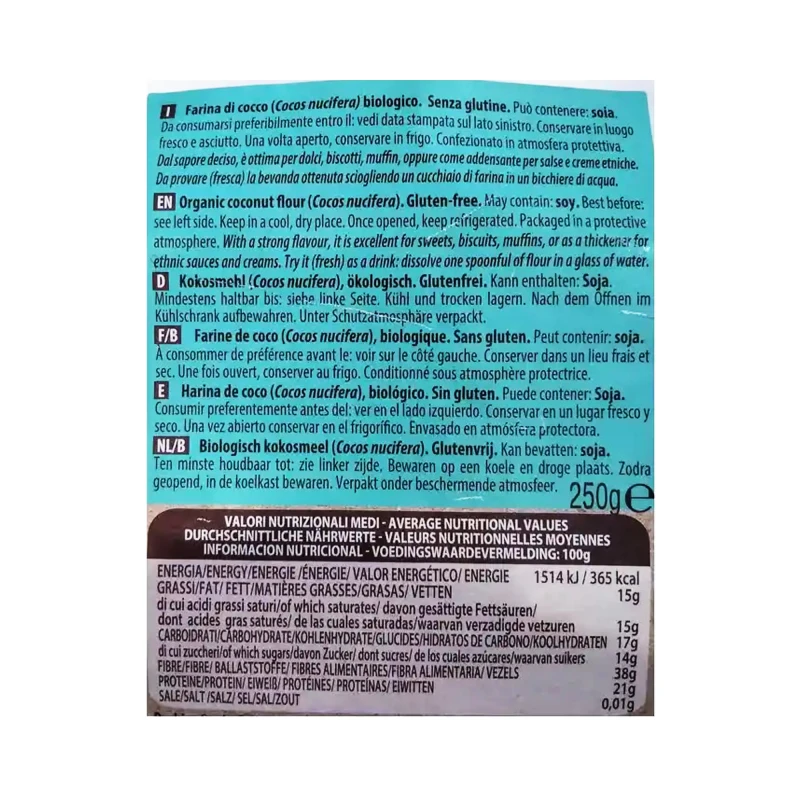 I Farina di cocco (Cocos nucifera) biologico. Senza glutine. Può contenere: soia.
Da consumarsi preferibilmente entro il: vedi data stampata sul lato sinistro. Conservare in luogo
fresco e asciutto. Una volta aperto, conservare in frigo. Confezionato in atmosfera protettiva.
Dal sapore deciso, è ottima per dolci, biscotti, muffin, oppure come addensante per salse e creme etniche.
Da provare (fresca) la bevanda ottenuta sciogliendo un cucchiaio di farina in un bicchiere di acqua.
EN Organic coconut flour (Cocos nucifera). Gluten-free. May contain: soy. Best before:
see left side. Keep in a cool, dry place. Once opened, keep refrigerated. Packaged in a protective
atmosphere. With a strong flavour, it is excellent for sweets, biscuits, muffins, or as a thickener for
ethnic sauces and creams. Try it (fresh) as a drink: dissolve one spoonful of flour in a glass of water.
D Kokosmehl (Cocos nucifera), ökologisch. Glutenfrei. Kann enthalten: Soja.
Mindestens haltbar bis: siehe linke Seite. Kühl und trocken lagern. Nach dem Öffnen im
Kühlschrank aufbewahren. Unter Schutzatmosphäre verpackt.
F/B Farine de coco (Cocos nucifera), biologique. Sans gluten. Peut contenir: soja.
À consommer de préférence avant le: voir sur le côté gauche. Conserver dans un lieu frais et
sec. Une fois ouvert, conserver au frigo. Conditionné sous atmosphère protectrice.
E Harina de coco (Cocos nucifera), biológico. Sin gluten. Puede contener: Soja.
Consumir preferentemente antes del: ver en el lado izquierdo. Conservar en un lugar fresco y
seco. Una vez abierto conservar en el frigorífico. Envasado en atmósfera protectora.
NL/B Biologisch kokosmeel (Cocos nucifera). Glutenvrij. Kan bevatten: soja.
Ten minste houdbaar tot: zie linker zijde. Bewaren op een koele en droge plaats. Zodra
geopend, in de koelkast bewaren. Verpakt onder beschermende atmosfeer.
250g e
VALORI NUTRIZIONALI MEDI - AVERAGE NUTRITIONAL VALUES
DURCHSCHNITTLICHE NÄHRWERTE - VALEURS NUTRITIONNELLES MOYENNES
INFORMACION NUTRICIONAL - VOEDINGSWAARDEVERMELDING: 100g
ENERGIA/ENERGY/ENERGIE /ÉNERGIE/ VALOR ENERGÉTICO/ ENERGIE 1514 kJ / 365 kcal
GRASSI/FAT/ FETT/MATIÈRES GRASSES/GRASAS/ VETTEN 15g
di cui acidi grassi saturi/of which saturates/ davon gesättigte Fettsäuren/
dont acides gras saturés/ de las cuales saturadas/waarvan verzadigde vetzuren 15g
CARBOIDRATI/CARBOHYDRATE/KOHLENHYDRATE/GLUCIDES/HIDRATOS DE CARBONO/KOOLHYDRATEN 17g
di cui zuccheri/of which sugars/davon Zucker/ dont sucres/ de los cuales azúcares/waarvan suikers 14g
FIBRE/FIBRE/ BALLASTSTOFFE/ FIBRES ALIMENTAIRES/FIBRA ALIMENTARIA/ VEZELS 38g
PROTEINE/PROTEIN/ EIWEIß/ PROTÉINES/ PROTEÍNAS/ EIWITTEN 21g
SALE/SALT /SALZ/ SEL/SAL/ZOUT 0,01g